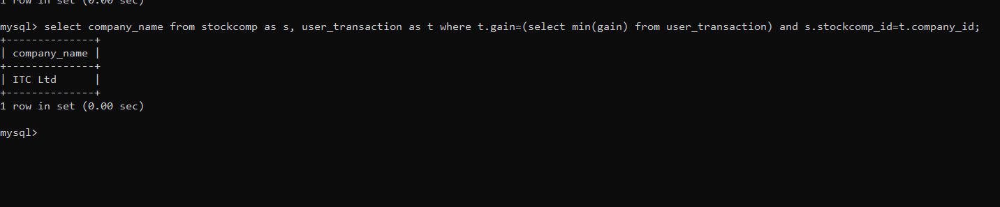 1 row in set (0.00 sec)
mysql> select company_name from stockcomp as s, user_transaction as t where t.gain=(select min(gain) from user_transaction) and s.stockcomp_id=t.company_id;
+--------------+
| company_name |
+--------------+
| ITC Ltd      |
+--------------+
1 row in set (0.00 sec)
mysql>